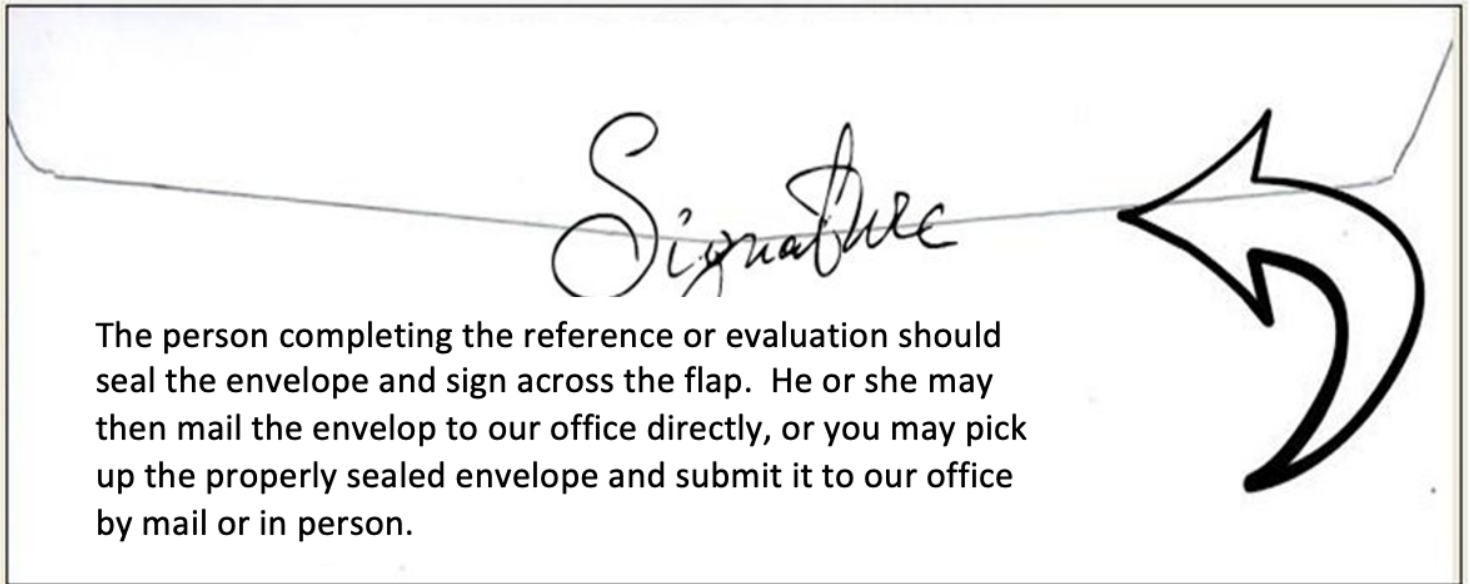 Signature
The person completing the reference or evaluation should
seal the envelope and sign across the flap.  He or she may
then mail the envelop to our office directly, or you may pick
up the properly sealed envelope and submit it to our office
by mail or in person.